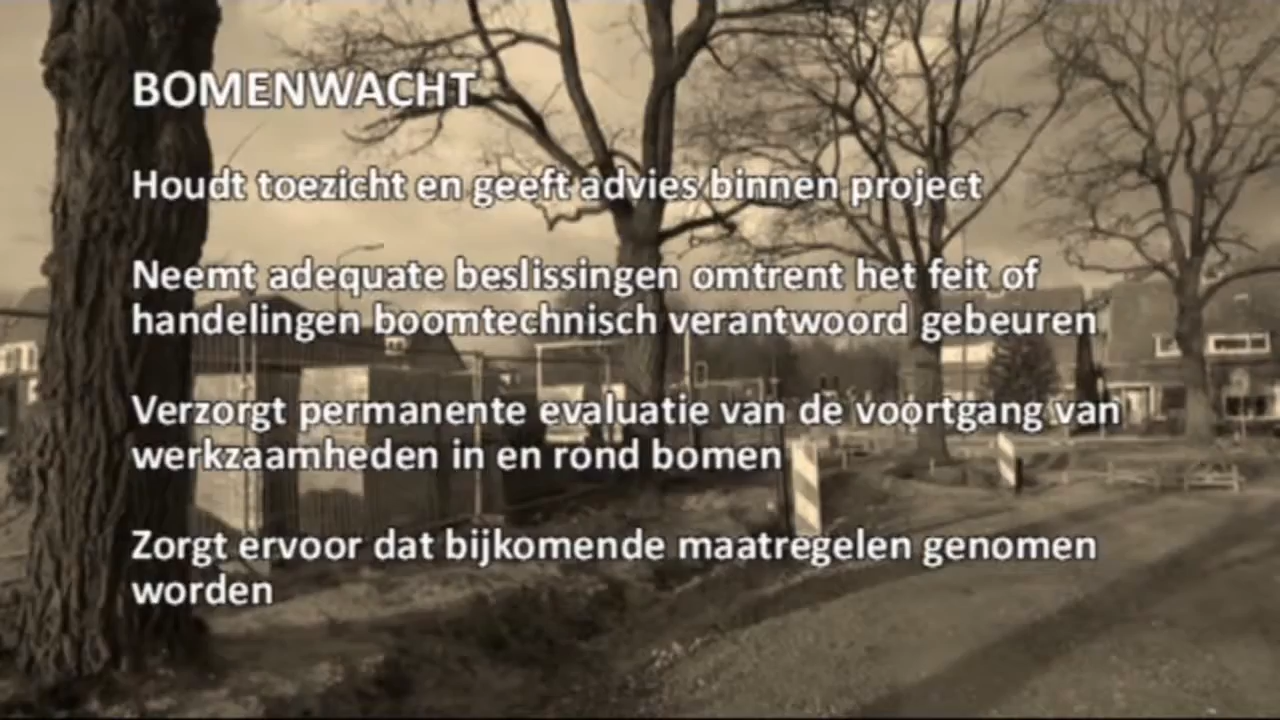 BOMENWACHT
Houdt toezicht en geeft advies binnen project
Neemt adequate beslissingen omtrent het feit of
handelingen boomtechnisch verantwoord gebeuren
Verzorgt permanente evaluatie van de voortgang van
werkzaamheden in en rond bomen
Zorgt ervoor dat bijkomende maatregelen genomen
worden